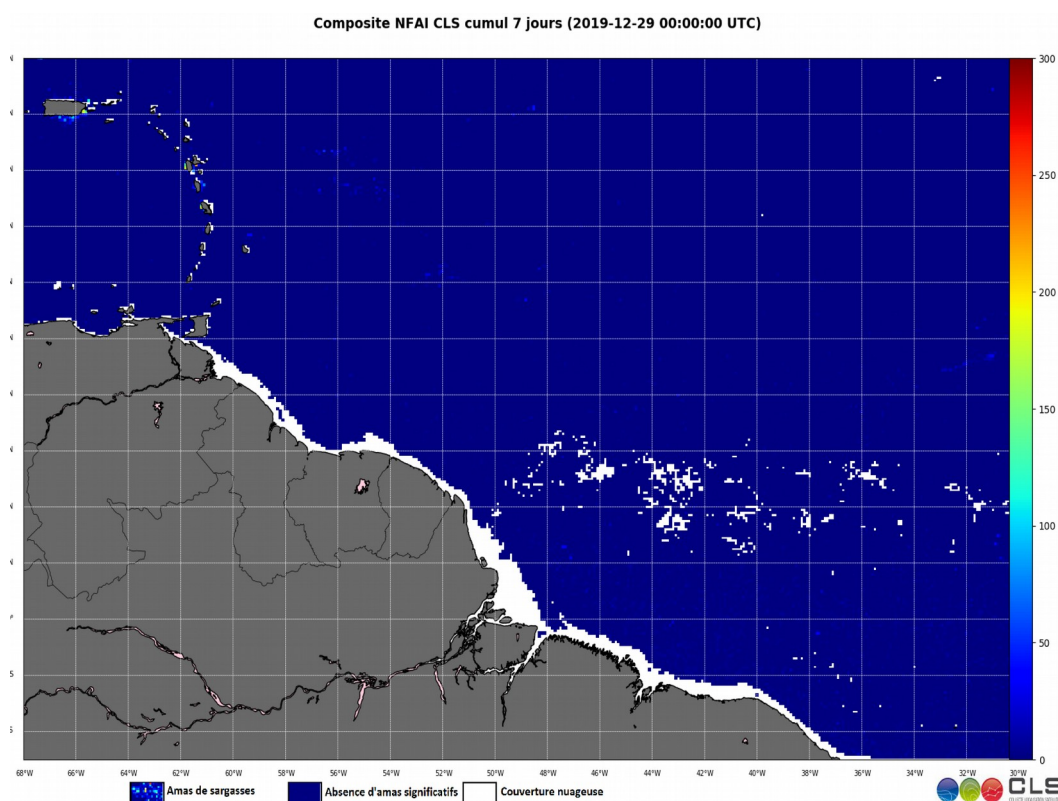 Composite NFAI CLS cumul 7 jours (2019-12-29 00:00:00 UTC)
300
250
200
150
100
50
0
68°W 66°W 64°W 62°W 60°W 58°W 56°W 54°W 52°W 50°W 48°W 46°W 44°W 42°W 40°W 38°W 36°W 34°W 32°W 30°W
Amas de sargasses Absence d'amas significatifs Couverture nuageuse
CLS